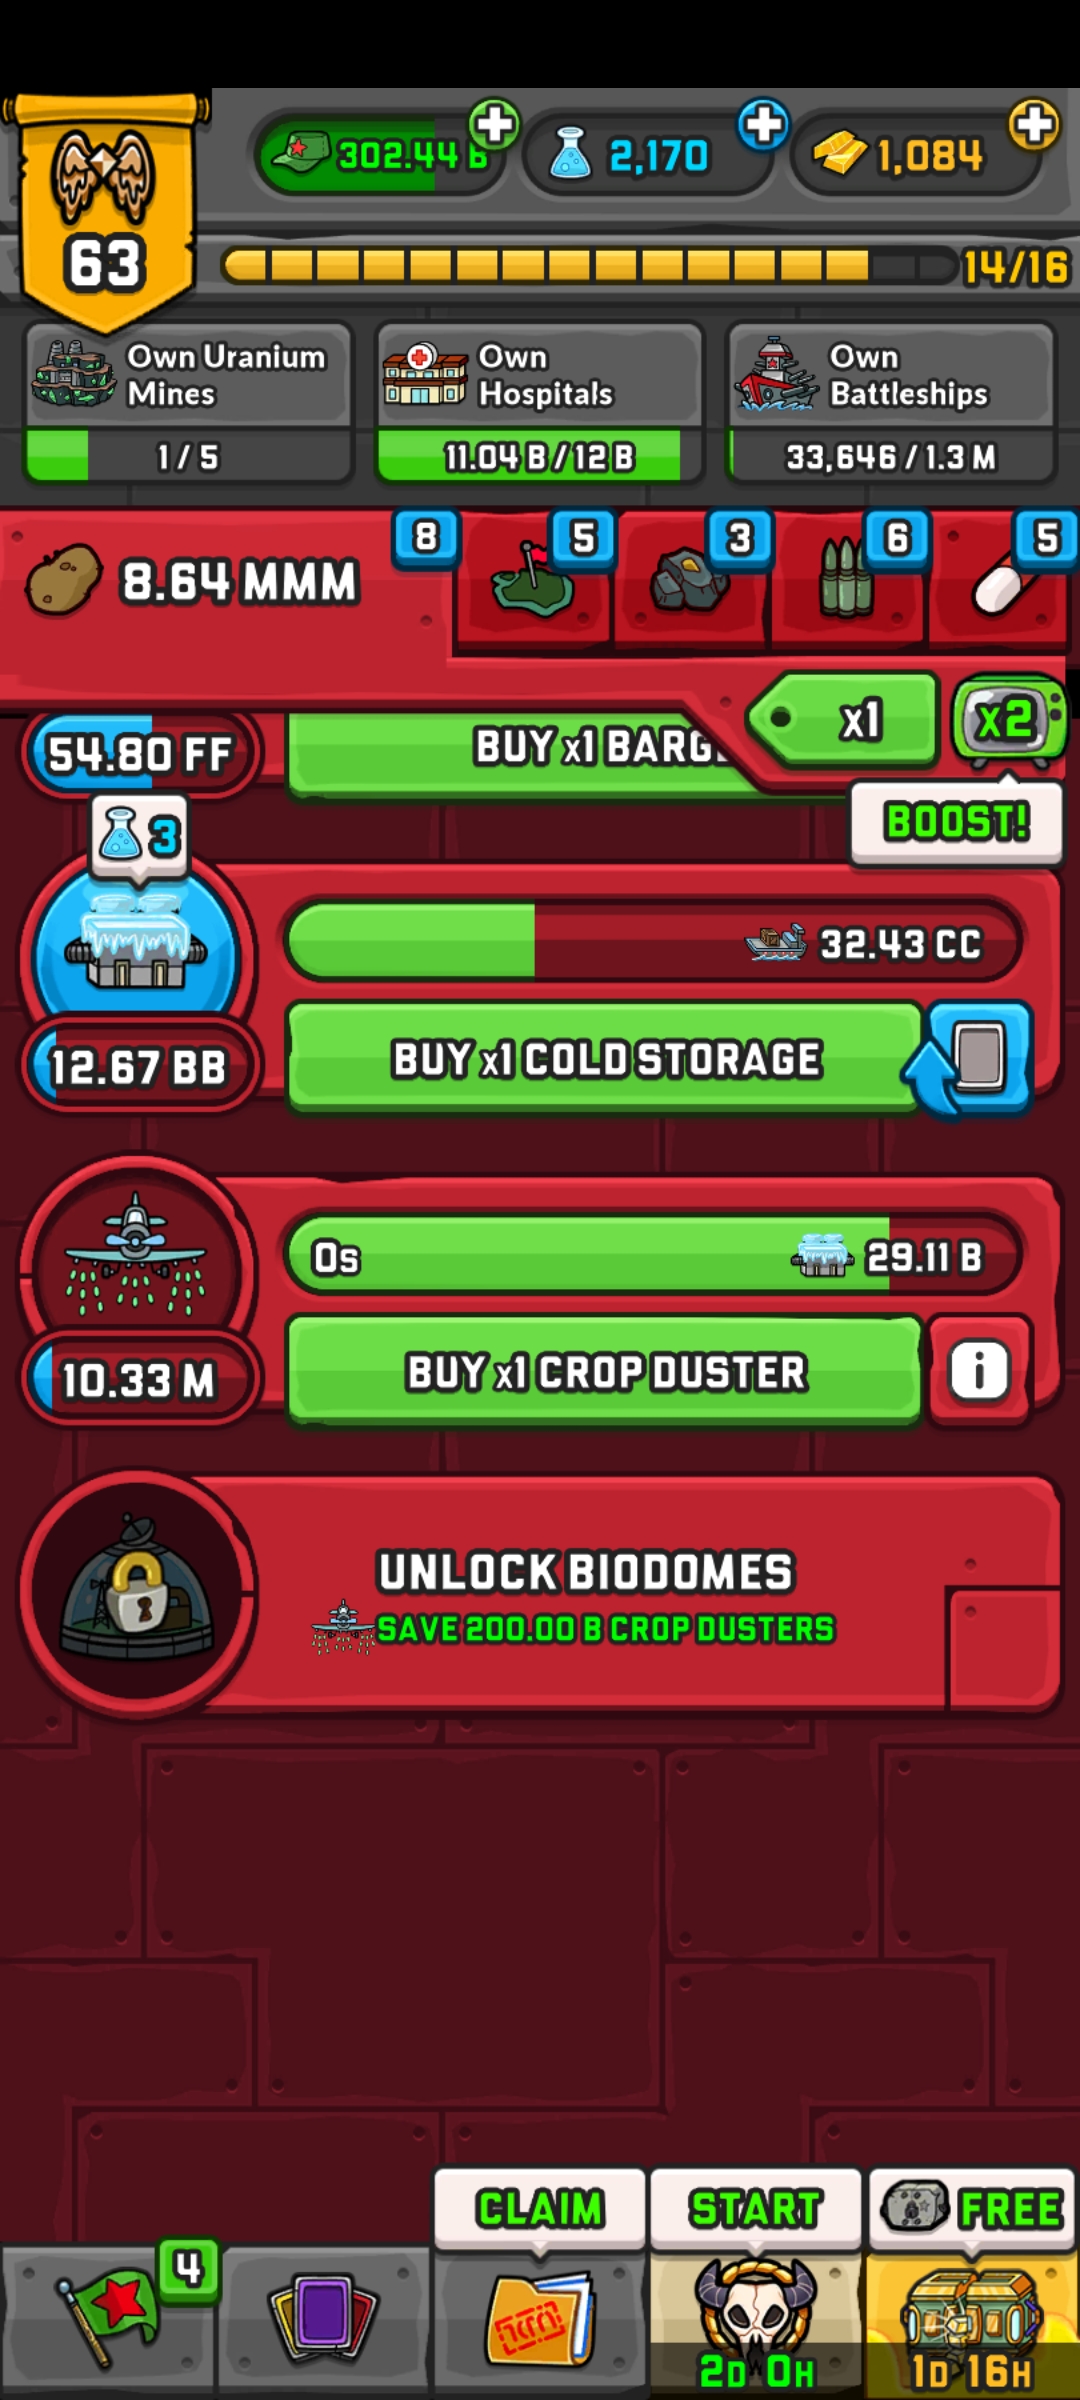 302.44 B
2,170
1,084
63
14/16
Own Uranium
Mines
1 / 5
Own
Hospitals
11.04 B / 12 B
Own
Battleships
33,646 / 1.3 M
8.64 MMM
8
5
3
6
5
x1
x2
BOOST!
54.80 FF
BUY x1
3
32.43 CC
12.67 BB
BUY x1 COLD STORAGE
0s
29.11 B
10.33 M
BUY x1 CROP DUSTER
i
UNLOCK BIODOMES
SAVE 200.00 B CROP DUSTERS
CLAIM
START
FREE
4
2D 0H
1D 16H